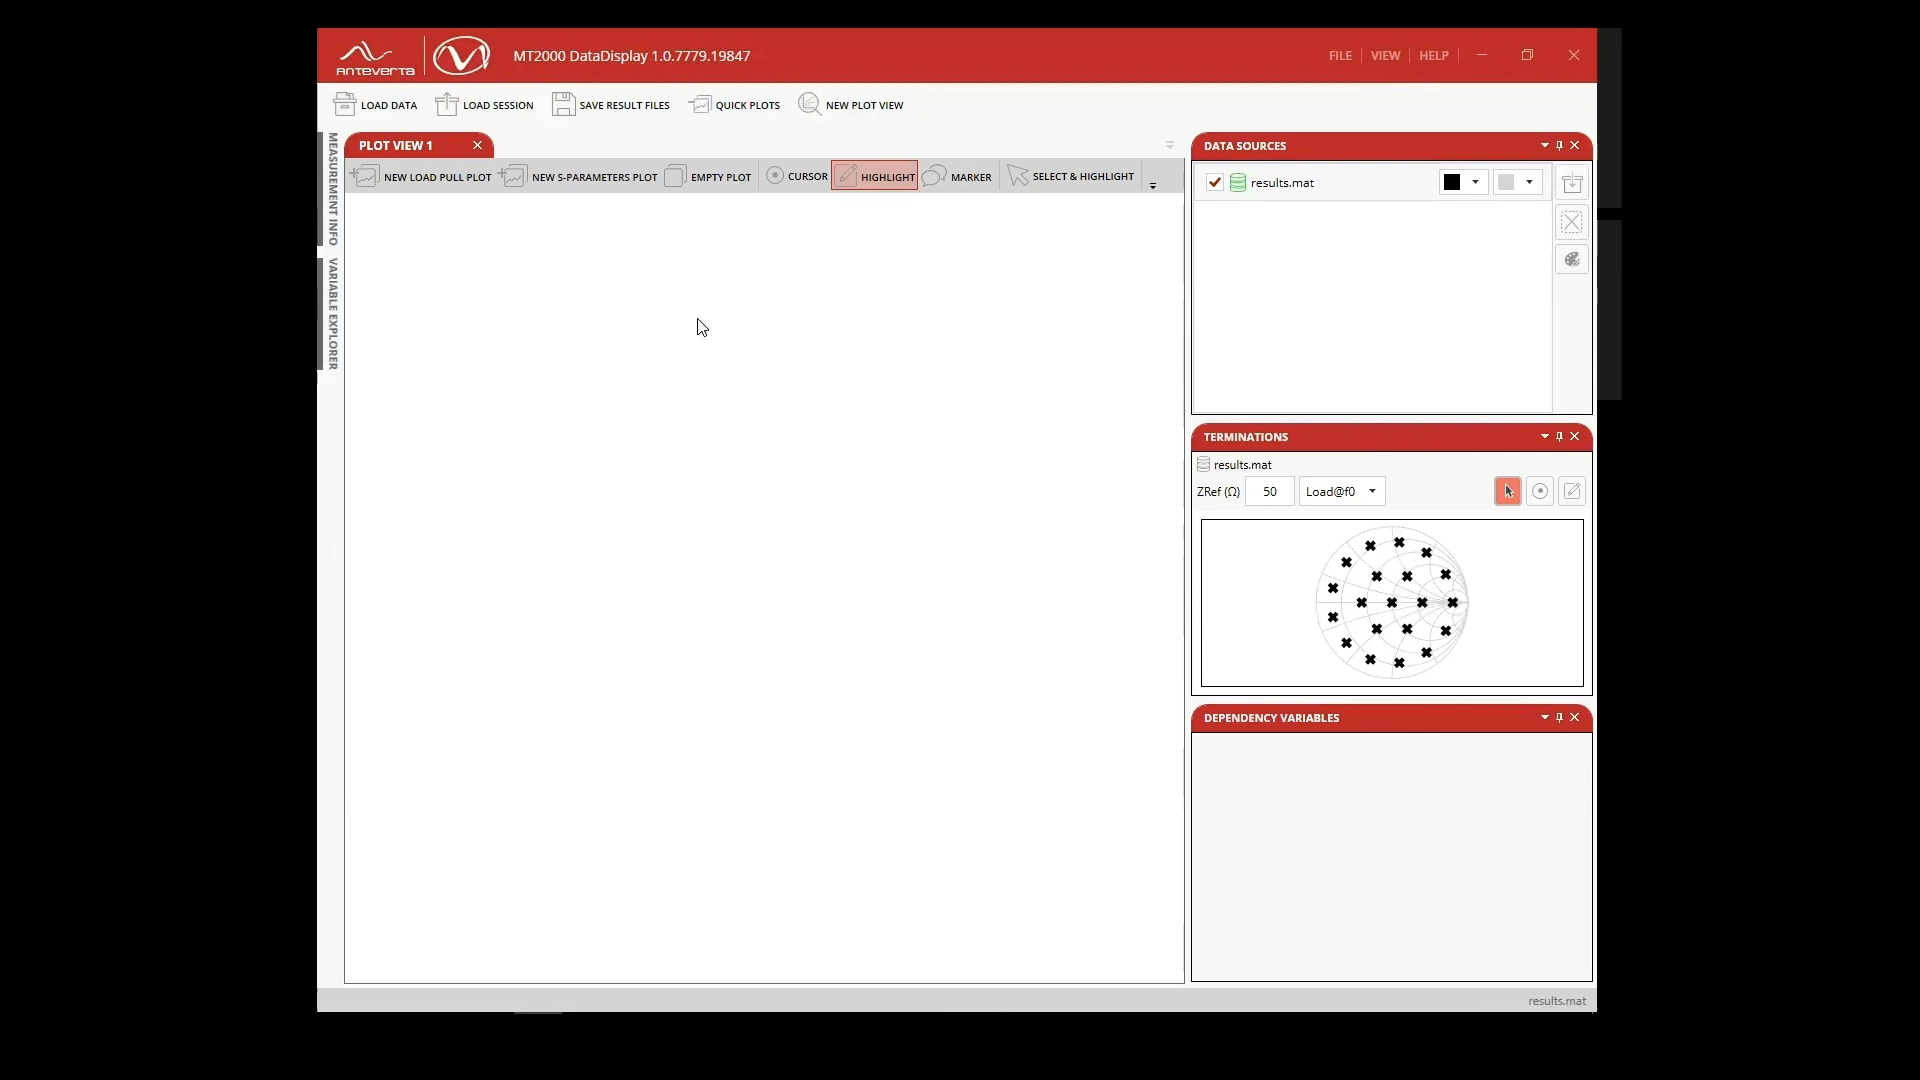 ANTEVERTA
MT2000 DataDisplay 1.0.7779.19847
FILE
VIEW
HELP
LOAD DATA
LOAD SESSION
SAVE RESULT FILES
QUICK PLOTS
NEW PLOT VIEW
MEASUREMENT INFO
VARIABLE EXPLORER
PLOT VIEW 1
NEW LOAD PULL PLOT
NEW S-PARAMETERS PLOT
EMPTY PLOT
CURSOR
HIGHLIGHT
MARKER
SELECT & HIGHLIGHT
DATA SOURCES
results.mat
TERMINATIONS
results.mat
ZRef (Ω)
50
Load@f0
DEPENDENCY VARIABLES
results.mat